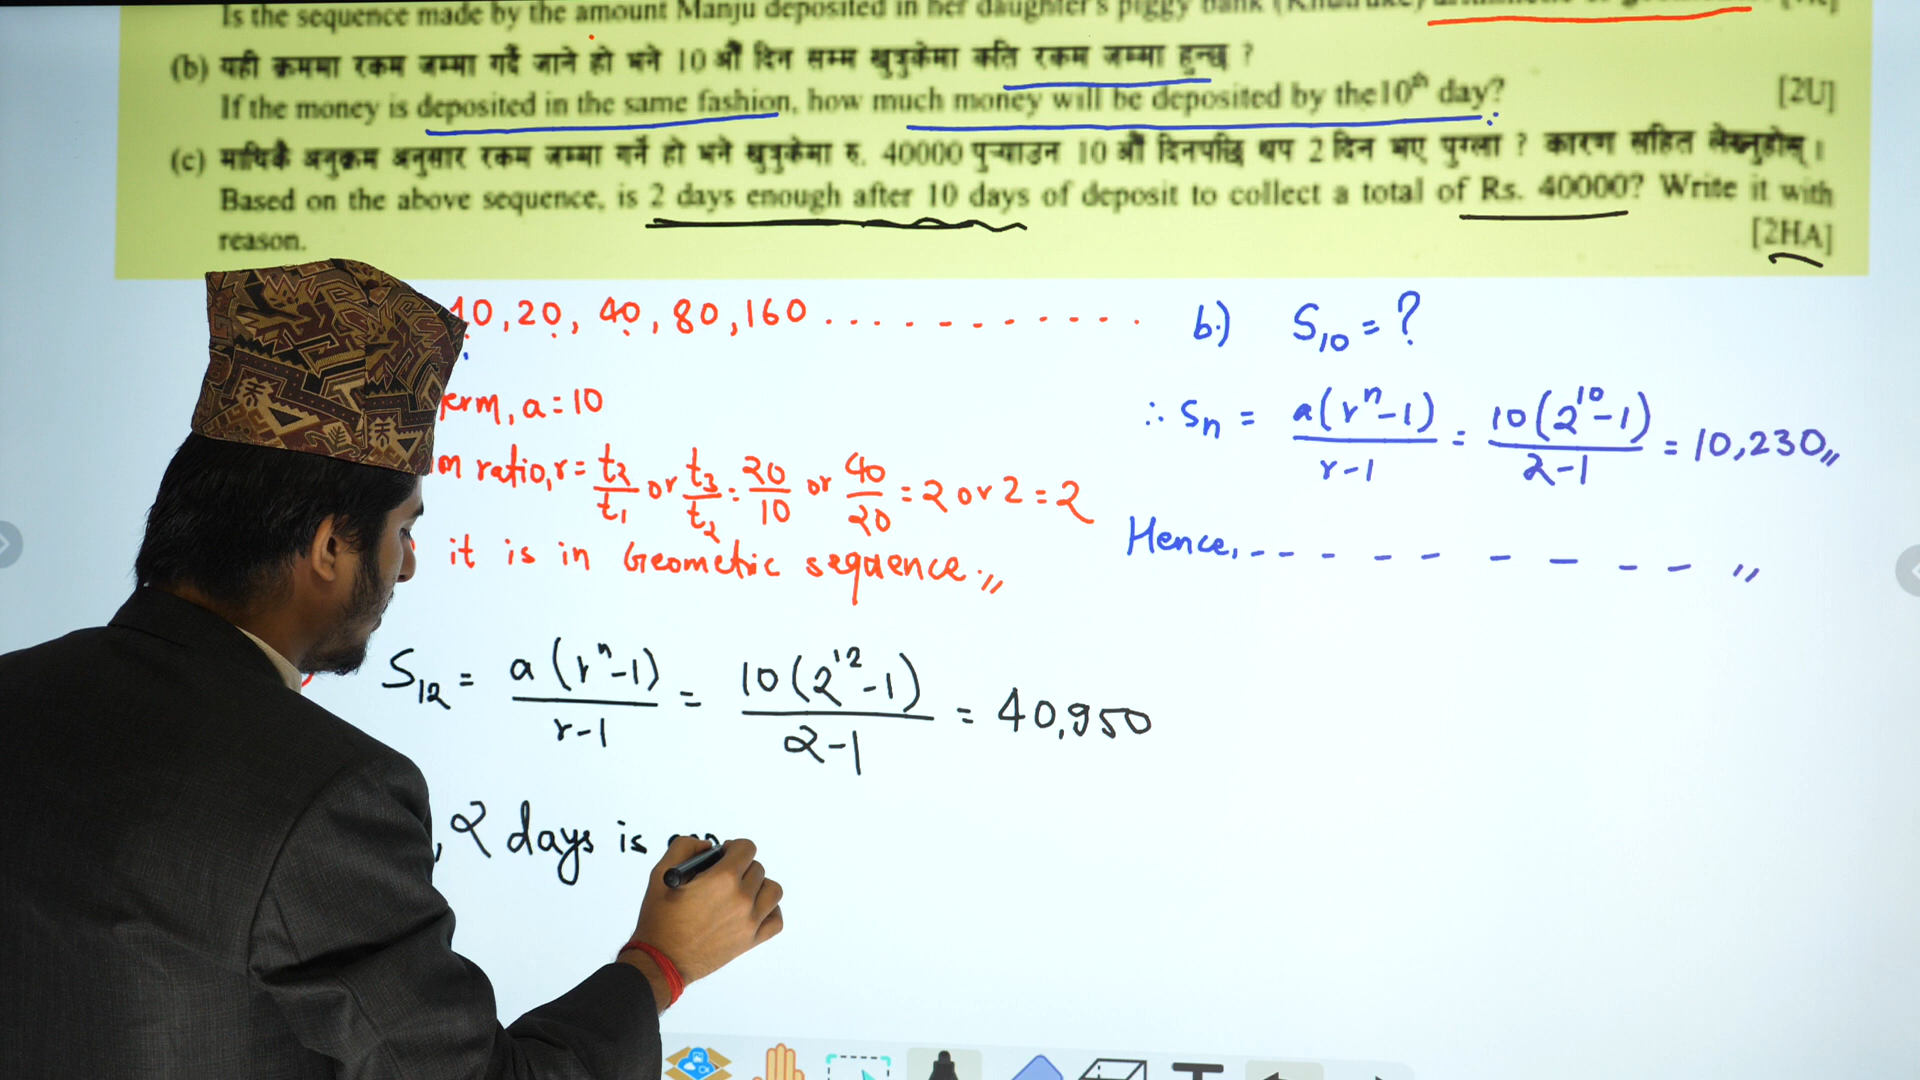 Is the sequence made by the amount Manju deposited in her daughter's piggy bank (Khutruke)
(b) यही क्रममा रकम जम्मा गर्दै जाने हो भने 10 औं दिन सम्म खुत्रुकेमा कति रकम जम्मा हुन्छ ?
If the money is deposited in the same fashion, how much money will be deposited by the10th day? [2U]
(c) माथिकै अनुक्रम अनुसार रकम जम्मा गर्ने हो भने खुत्रुकेमा रु. 40000 पुऱ्याउन 10 औं दिनपछि थप 2 दिन भए पुग्ला ? कारण सहित लेख्नुहोस् ।
Based on the above sequence, is 2 days enough after 10 days of deposit to collect a total of Rs. 40000? Write it with
reason. [2HA]
10, 20, 40, 80, 160 ............
erm, a = 10
m ratio, r = t2/t1 or t3/t2 = 20/10 or 40/20 = 2 or 2 = 2
it is in Geometric sequence.,,
b.) S10 = ?
∴ Sn = a(r^n-1)/r-1 = 10(2^10-1)/2-1 = 10,230,,
Hence, - - - - - - - - - ,,
S12 = a(r^n-1)/r-1 = 10(2^12-1)/2-1 = 40,950
, 2 days is